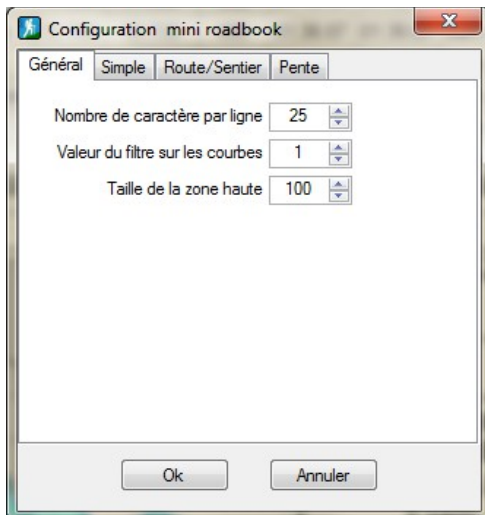 Configuration mini roadbook
Général Simple Route/Sentier Pente
Nombre de caractère par ligne 25
Valeur du filtre sur les courbes 1
Taille de la zone haute 100
Ok Annuler